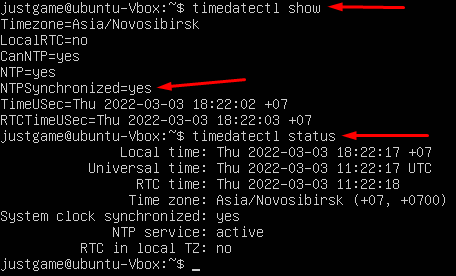 justgame@ubuntu-Vbox:~$ timedatectl show
Timezone=Asia/Novosibirsk
LocalRTC=no
CanNTP=yes
NTP=yes
NTPSynchronized=yes
TimeUSec=Thu 2022-03-03 18:22:02 +07
RTCTimeUSec=Thu 2022-03-03 18:22:03 +07
justgame@ubuntu-Vbox:~$ timedatectl status
Local time: Thu 2022-03-03 18:22:17 +07
Universal time: Thu 2022-03-03 11:22:17 UTC
RTC time: Thu 2022-03-03 11:22:18
Time zone: Asia/Novosibirsk (+07, +0700)
System clock synchronized: yes
NTP service: active
RTC in local TZ: no
justgame@ubuntu-Vbox:~$ _